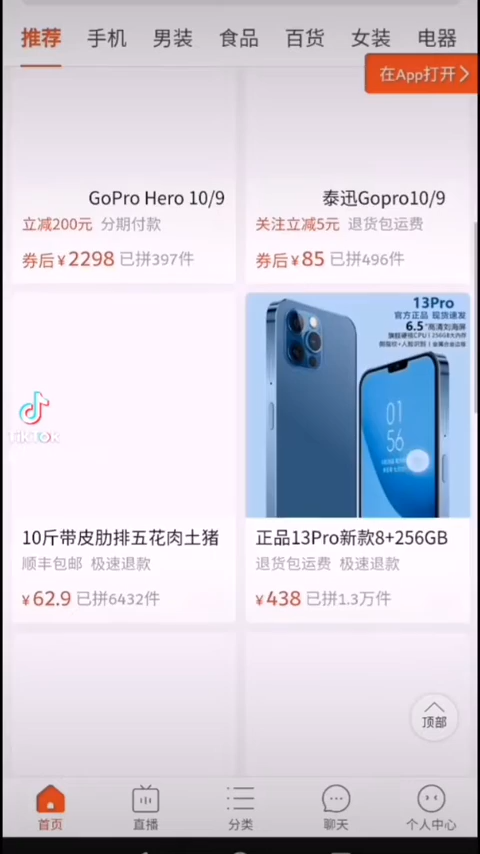 推荐 手机 男装 食品 百货 女装 电器
在App打开
GoPro Hero 10/9
立减200元 分期付款
券后¥2298 已拼397件
泰迅Gopro10/9
关注立减5元 退货包运费
券后¥85 已拼496件
TikTok
13Pro
官方正品 现货速发
6.5"高清刘海屏
01
56
10斤带皮肋排五花肉土猪
顺丰包邮 极速退款
¥62.9 已拼6432件
正品13Pro新款8+256GB
退货包运费 极速退款
¥438 已拼1.3万件
顶部
首页 直播 分类 聊天 个人中心